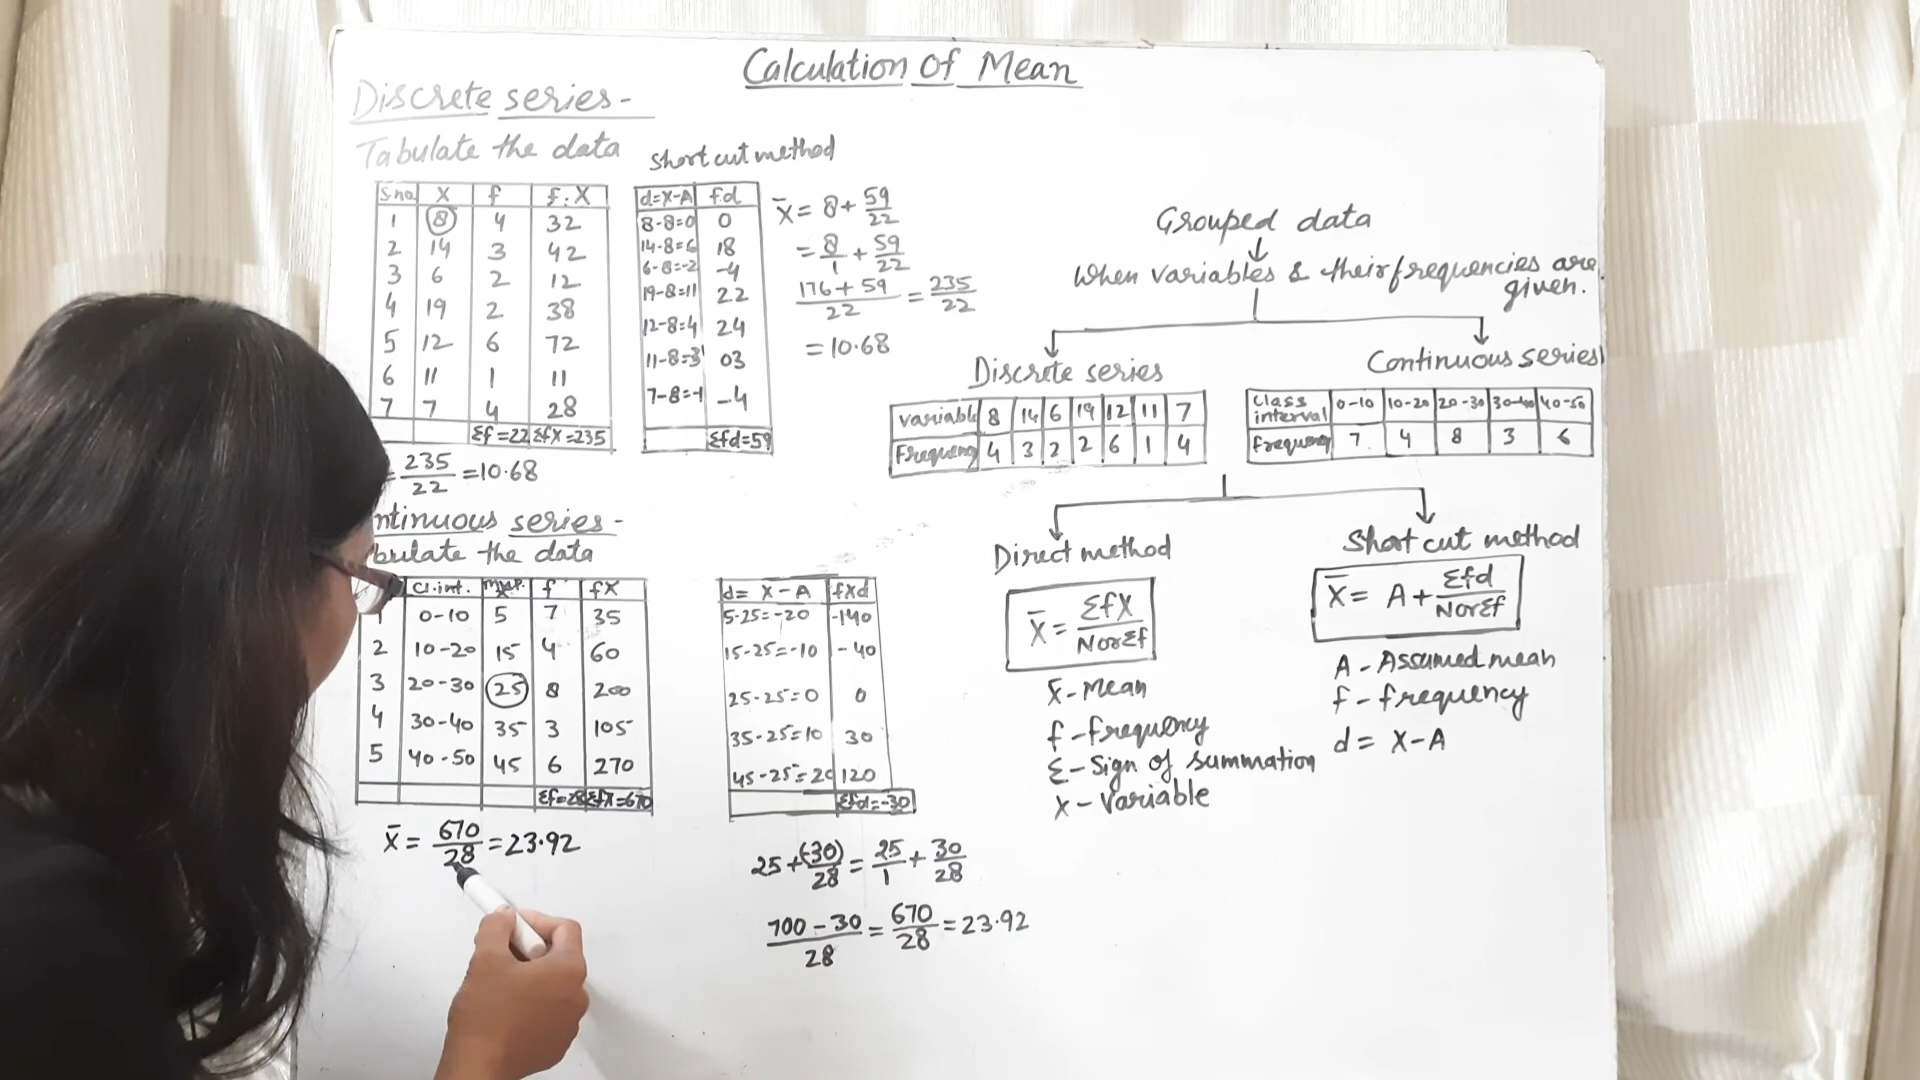 Calculation Of Mean
Discrete series-
Tabulate the data
S.no. X f f.X
1 8 4 32
2 14 3 42
3 6 2 12
4 19 2 38
5 12 6 72
6 11 1 11
7 7 4 28
Σf=22 ΣfX=235
= 235/22 = 10.68
Short cut method
d=X-A f.d
8-8=0 0
14-8=6 18
6-8=-2 -4
19-8=11 22
12-8=4 24
11-8=3 03
7-8=-1 -4
Σfd=59
X̄ = 8 + 59/22
= 8/1 + 59/22
176+59/22 = 235/22
= 10.68
ntinuous series-
bulate the data
Cl.int. f fX
1 0-10 5 7 35
2 10-20 15 4 60
3 20-30 25 8 200
4 30-40 35 3 105
5 40-50 45 6 270
Σf=28 ΣfX=670
X̄ = 670/28 = 23.92
d= X-A fXd
5-25=-20 -140
15-25=-10 -40
25-25=0 0
35-25=10 30
45-25=20 120
Σfd=-30
25+(-30)/28 = 25/1 + 30/28
700-30/28 = 670/28 = 23.92
Grouped data
When variables & their frequencies are
given.
Discrete series
variable 8 14 6 19 12 11 7
Frequency 4 3 2 2 6 1 4
Continuous series
Class interval 0-10 10-20 20-30 30-40 40-50
frequency 7 4 8 3 6
Direct method
X̄ = ΣfX/N or Σf
X̄-Mean
f-frequency
Σ-Sign of summation
X-Variable
Short cut method
X̄ = A + Σfd/N or Σf
A-Assumed mean
f-frequency
d= X-A